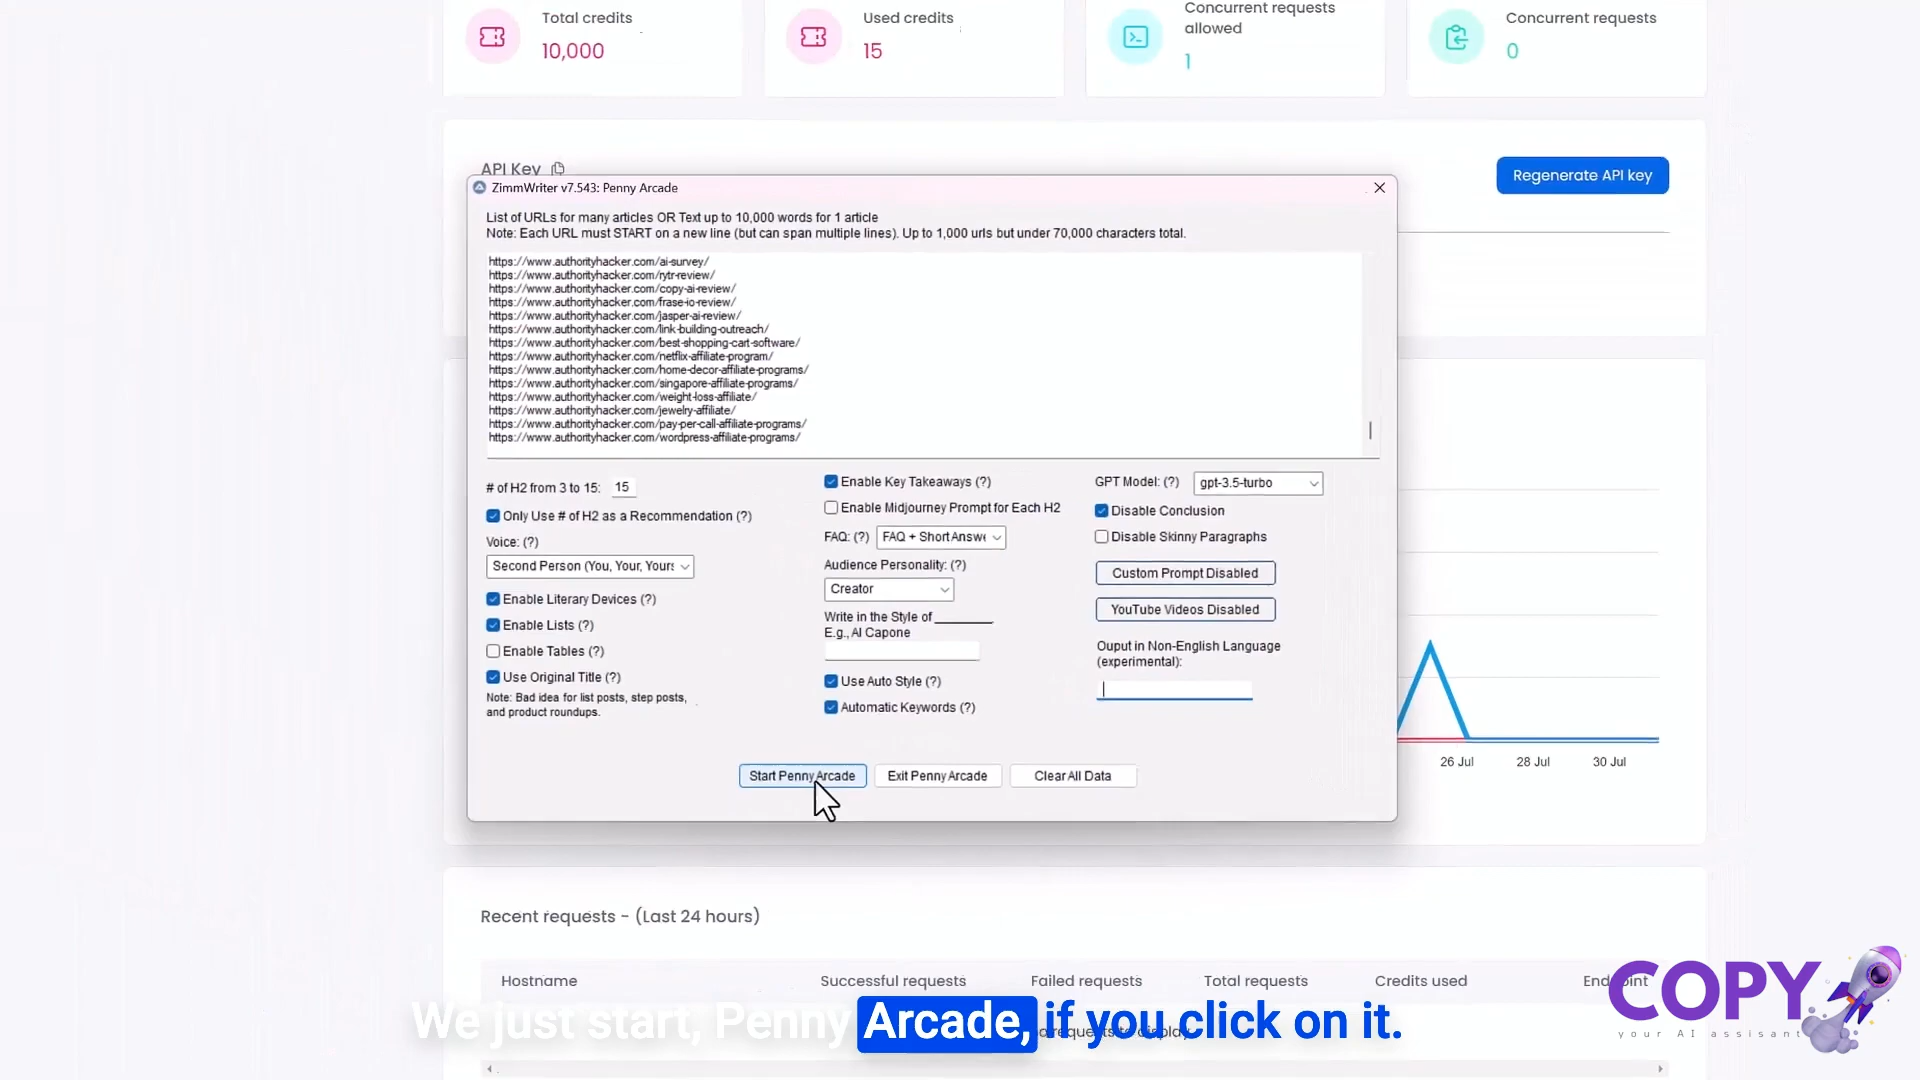 Total credits
10,000
Used credits
15
Concurrent requests
allowed
1
Concurrent requests
0
API Key
Regenerate API key
ZimmWriter v7.543: Penny Arcade
List of URLs for many articles OR Text up to 10,000 words for 1 article
Note: Each URL must START on a new line (but can span multiple lines). Up to 1,000 urls but under 70,000 characters total.
https://www.authorityhacker.com/ai-survey/
https://www.authorityhacker.com/rytr-review/
https://www.authorityhacker.com/copy-ai-review/
https://www.authorityhacker.com/frase-io-review/
https://www.authorityhacker.com/jasper-ai-review/
https://www.authorityhacker.com/link-building-outreach/
https://www.authorityhacker.com/best-shopping-cart-software/
https://www.authorityhacker.com/netflix-affiliate-program/
https://www.authorityhacker.com/home-decor-affiliate-programs/
https://www.authorityhacker.com/singapore-affiliate-programs/
https://www.authorityhacker.com/weight-loss-affiliate/
https://www.authorityhacker.com/jewelry-affiliate/
https://www.authorityhacker.com/pay-per-call-affiliate-programs/
https://www.authorityhacker.com/wordpress-affiliate-programs/
# of H2 from 3 to 15: 15
Only Use # of H2 as a Recommendation (?)
Voice: (?)
Second Person (You, Your, Yours
Enable Literary Devices (?)
Enable Lists (?)
Enable Tables (?)
Use Original Title (?)
Note: Bad idea for list posts, step posts,
and product roundups.
Enable Key Takeaways (?)
Enable Midjourney Prompt for Each H2
FAQ: (?) FAQ + Short Answe
Audience Personality: (?)
Creator
Write in the Style of ________
E.g., Al Capone
Use Auto Style (?)
Automatic Keywords (?)
GPT Model: (?) gpt-3.5-turbo
Disable Conclusion
Disable Skinny Paragraphs
Custom Prompt Disabled
YouTube Videos Disabled
Ouput in Non-English Language
(experimental):
Start Penny Arcade
Exit Penny Arcade
Clear All Data
26 Jul 28 Jul 30 Jul
Recent requests - (Last 24 hours)
Hostname Successful requests Failed requests Total requests Credits used Endpoint
We just start, Penny Arcade, if you click on it.
COPY
your AI assisant